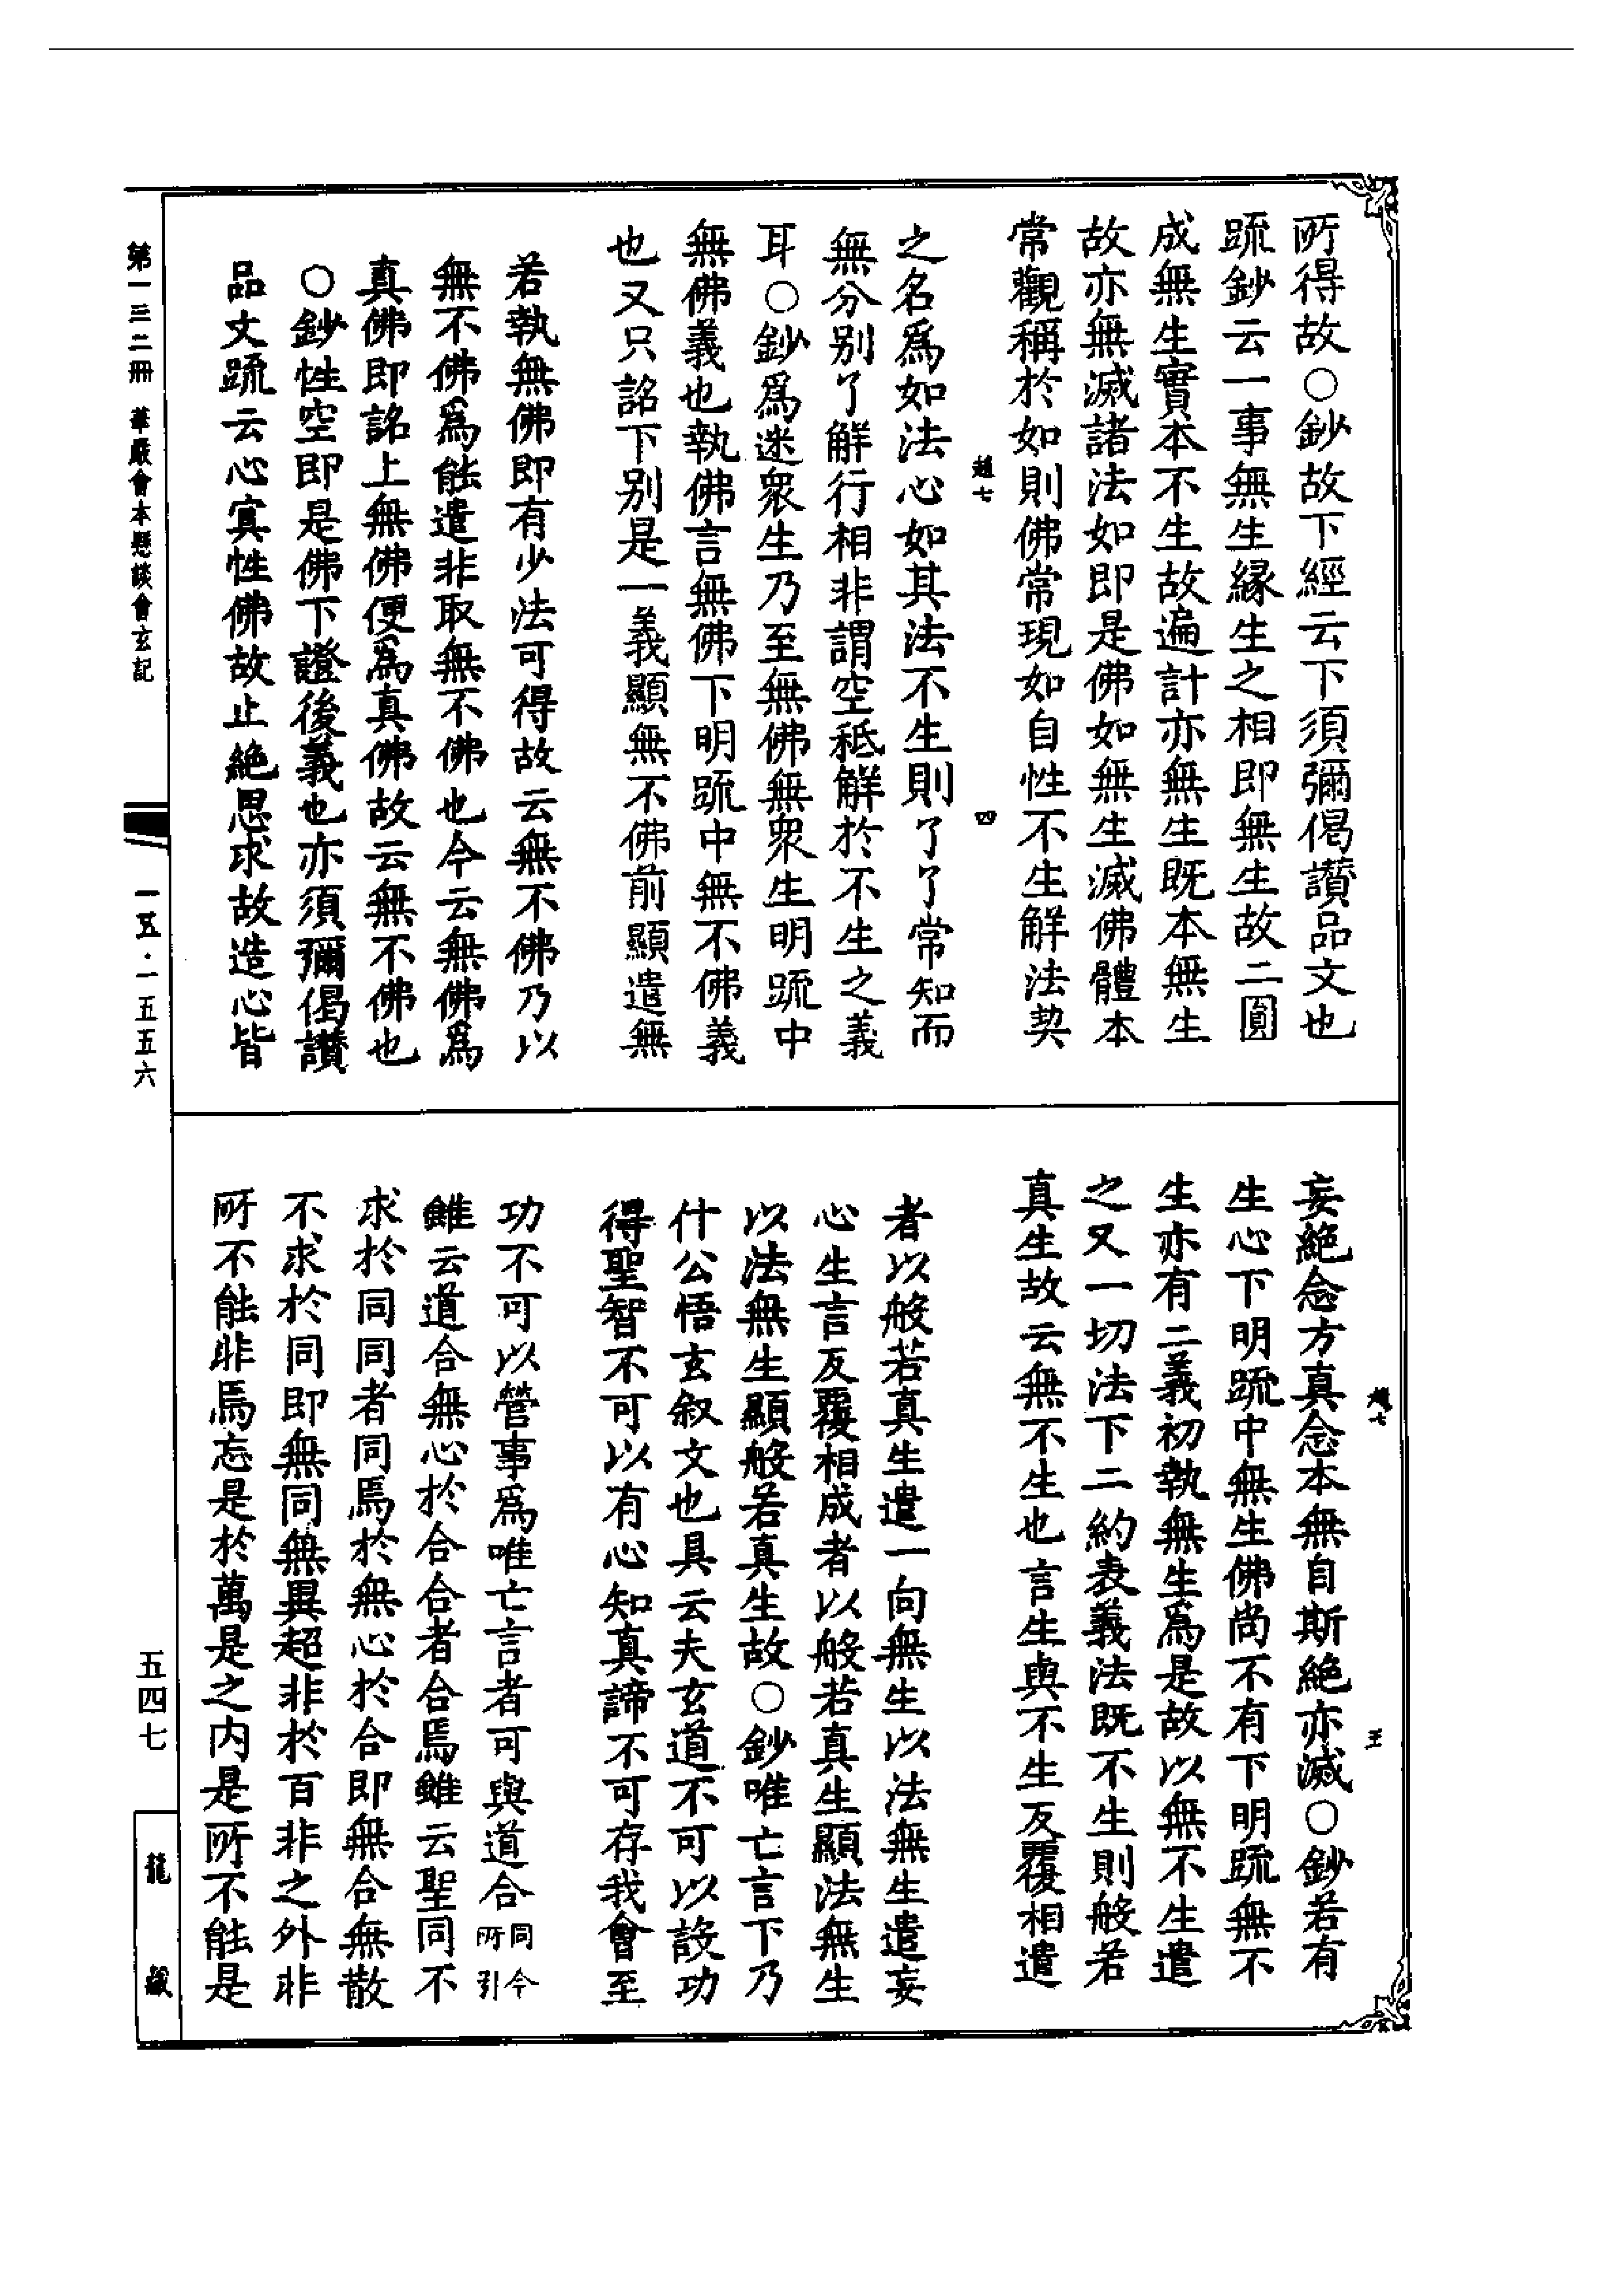 所得故○鈔故下經云下須彌偈讃品文也
䟽鈔云一事無生緣生之相即無生故二圓
成無生實本不生故遍計亦無生既本無生
故亦無滅諸法如即是佛如無生滅佛體本
常觀稱於如則佛常現如自性不生解法契
趙七 四
之名爲如法心如其法不生則了了常知而
無分别了解行相非謂空秪解於不生之義
耳○鈔爲迷衆生乃至無佛無衆生明䟽中
無佛義也執佛言無佛下明䟽中無不佛義
也又只詺下别是一義顯無不佛前顯遣無
若執無佛即有少法可得故云無不佛乃以
無不佛爲能遣非取無不佛也今云無佛爲
真佛即詺上無佛便爲真佛故云無不佛也
○鈔性空即是佛下證後義也亦須彌偈讃
品文䟽云心寞性佛故止絶思求故造心皆
第一三二冊 華嚴會本懸談會玄記
一五·一五五六
趙七 五
妄絶念方真念本無自斯絶亦滅○鈔若有
生心下明䟽中無生佛尚不有下明䟽無不
生亦有二義初執無生爲是故以無不生遣
之又一切法下二約表義法既不生則般若
真生故云無不生也言生與不生反覆相遣
者以般若真生遣一向無生以法無生遣妄
心生言反覆相成者以般若真生顯法無生
以法無生顯般若真生故○鈔唯亡言下乃
什公悟玄叙文也具云夫玄道不可以設功
得聖智不可以有心知真諦不可存我會至
功不可以管事爲唯亡言者可與道合同今所引
雖云道合無心於合合者合焉雖云聖同不
求於同同者同焉於無心於合即無合無散
不求於同即無同無異超非於百非之外非
所不能非焉忘是於萬是之内是所不能是
五四七
龍藏